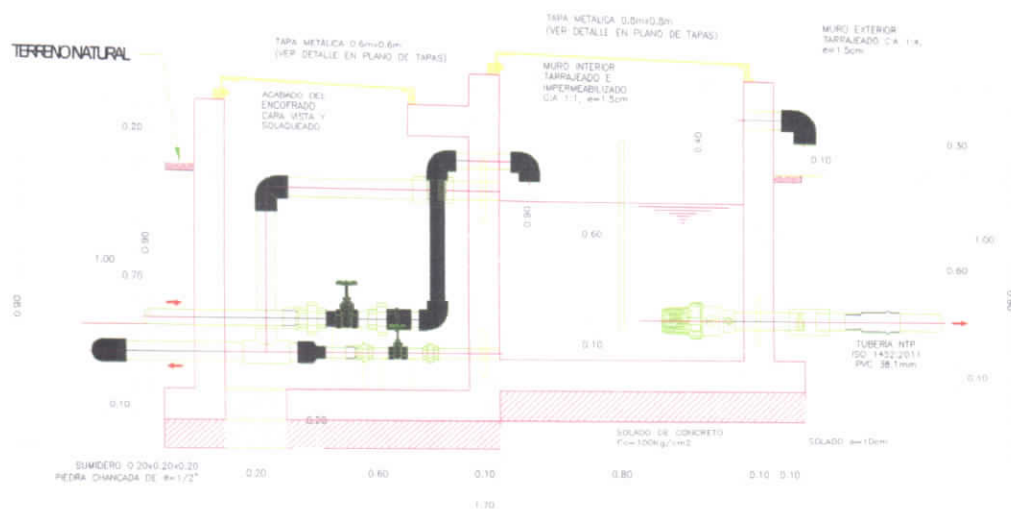 TERRENO NATURAL
TAPA METALICA 0.6mx0.6m
(VER DETALLE EN PLANO DE TAPAS)
TAPA METALICA 0.8mx0.8m
(VER DETALLE EN PLANO DE TAPAS)
MURO EXTERIOR
TARRAJEADO C:A 1:4,
e=1.5cm
ACABADO DEL
ENCOFRADO
CARA VISTA Y
SOLAQUEADO
MURO INTERIOR
TARRAJEADO E
IMPERMEABILIZADO
C:A 1:1, e=1.5cm
0.20
0.40
0.10
0.30
0.90
0.90
0.60
1.00
0.70
1.00
0.60
0.90
0.10
TUBERIA NTP
ISO 1452:2011
PVC 38.1mm
0.10
0.10
0.20
SOLADO DE CONCRETO
SOLADO e=10cm
SUMIDERO 0.20x0.20x0.20
PIEDRA CHANCADA DE e=1/2"
0.20
0.60
0.10
0.80
0.10
0.10
1.70